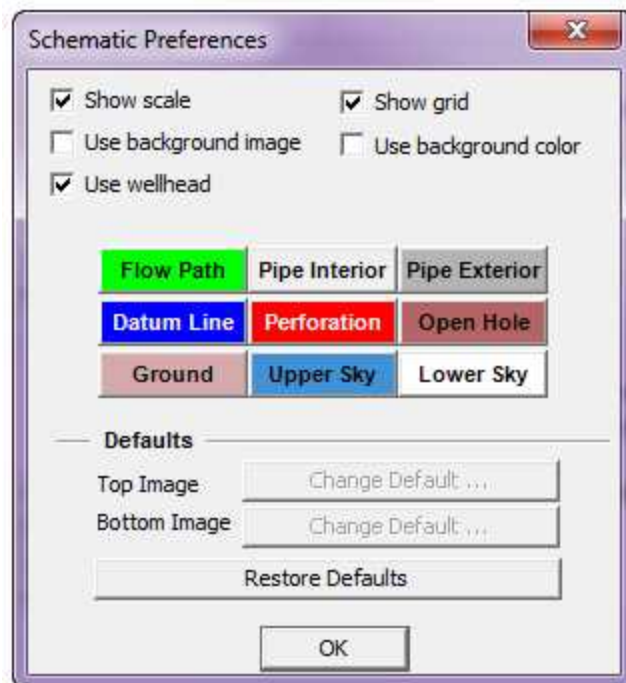 Schematic Preferences
Show scale Show grid
Use background image Use background color
Use wellhead
Flow Path Pipe Interior Pipe Exterior
Datum Line Perforation Open Hole
Ground Upper Sky Lower Sky
Defaults
Top Image Change Default ...
Bottom Image Change Default ...
Restore Defaults
OK